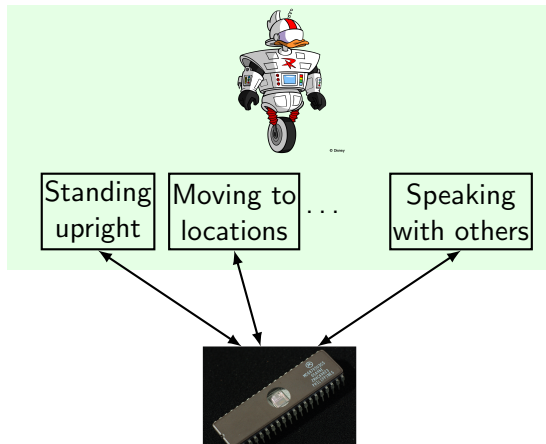 © Disney
Standing
upright
Moving to
locations
. . .
Speaking
with others